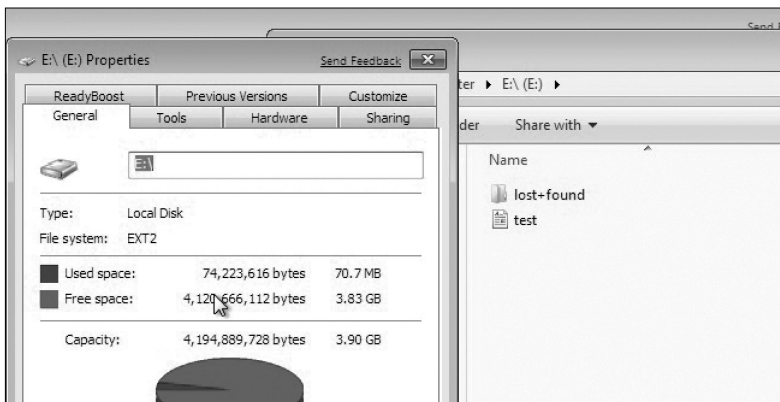 Send
E:\ (E:) Properties
Send Feedback
ReadyBoost
Previous Versions
Customize
General
Tools
Hardware
Sharing
E:\
Type: Local Disk
File system: EXT2
Used space: 74,223,616 bytes 70.7 MB
Free space: 4,120,666,112 bytes 3.83 GB
Capacity: 4,194,889,728 bytes 3.90 GB
ter ▸ E:\ (E:) ▸
der Share with ▾
Name
lost+found
test